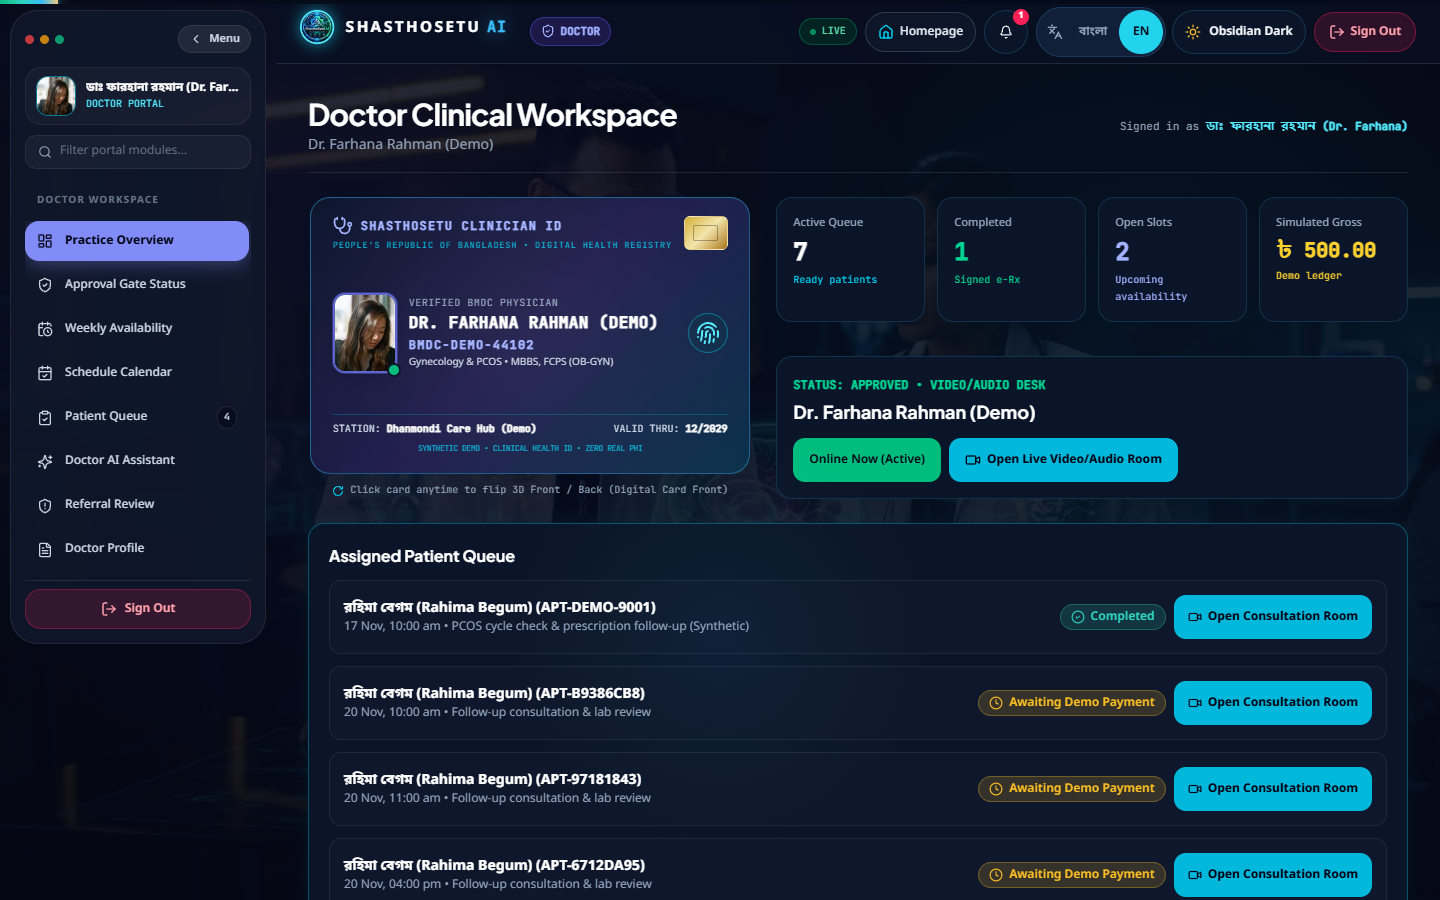 Menu
ডাঃ ফারহানা রহমান (Dr. Far...
DOCTOR PORTAL
Filter portal modules...
DOCTOR WORKSPACE
Practice Overview
Approval Gate Status
Weekly Availability
Schedule Calendar
Patient Queue 4
Doctor AI Assistant
Referral Review
Doctor Profile
Sign Out
SHASTHOSETU AI
DOCTOR
LIVE
Homepage
1
বাংলা
EN
Obsidian Dark
Sign Out
Doctor Clinical Workspace
Dr. Farhana Rahman (Demo)
Signed in as ডাঃ ফারহানা রহমান (Dr. Farhana)
SHASTHOSETU CLINICIAN ID
PEOPLE'S REPUBLIC OF BANGLADESH • DIGITAL HEALTH REGISTRY
VERIFIED BMDC PHYSICIAN
DR. FARHANA RAHMAN (DEMO)
BMDC-DEMO-44102
Gynecology & PCOS • MBBS, FCPS (OB-GYN)
STATION: Dhanmondi Care Hub (Demo)
VALID THRU: 12/2029
SYNTHETIC DEMO • CLINICAL HEALTH ID • ZERO REAL PHI
Click card anytime to flip 3D Front / Back (Digital Card Front)
Active Queue
7
Ready patients
Completed
1
Signed e-Rx
Open Slots
2
Upcoming
availability
Simulated Gross
৳ 500.00
Demo ledger
STATUS: APPROVED • VIDEO/AUDIO DESK
Dr. Farhana Rahman (Demo)
Online Now (Active)
Open Live Video/Audio Room
Assigned Patient Queue
রহিমা বেগম (Rahima Begum) (APT-DEMO-9001)
17 Nov, 10:00 am • PCOS cycle check & prescription follow-up (Synthetic)
Completed
Open Consultation Room
রহিমা বেগম (Rahima Begum) (APT-B9386CB8)
20 Nov, 10:00 am • Follow-up consultation & lab review
Awaiting Demo Payment
Open Consultation Room
রহিমা বেগম (Rahima Begum) (APT-97181843)
20 Nov, 11:00 am • Follow-up consultation & lab review
Awaiting Demo Payment
Open Consultation Room
রহিমা বেগম (Rahima Begum) (APT-6712DA95)
20 Nov, 04:00 pm • Follow-up consultation & lab review
Awaiting Demo Payment
Open Consultation Room